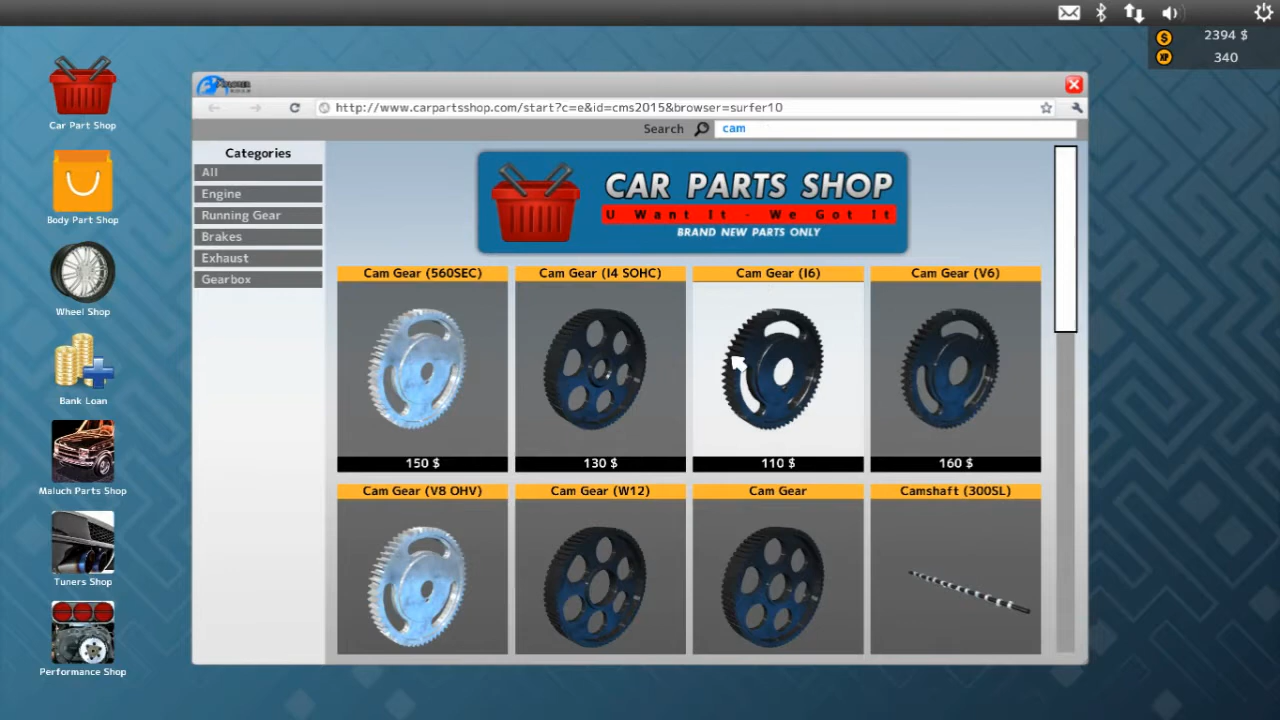 2394 $
340
http://www.carpartsshop.com/start?c=e&id=cms2015&browser=surfer10
Search cam
Car Part Shop
Body Part Shop
Wheel Shop
Bank Loan
Maluch Parts Shop
Tuners Shop
Performance Shop
Categories
All
Engine
Running Gear
Brakes
Exhaust
Gearbox
CAR PARTS SHOP
U Want It - We Got It
BRAND NEW PARTS ONLY
Cam Gear (560SEC)
150 $
Cam Gear (I4 SOHC)
130 $
Cam Gear (I6)
110 $
Cam Gear (V6)
160 $
Cam Gear (V8 OHV)
Cam Gear (W12)
Cam Gear
Camshaft (300SL)